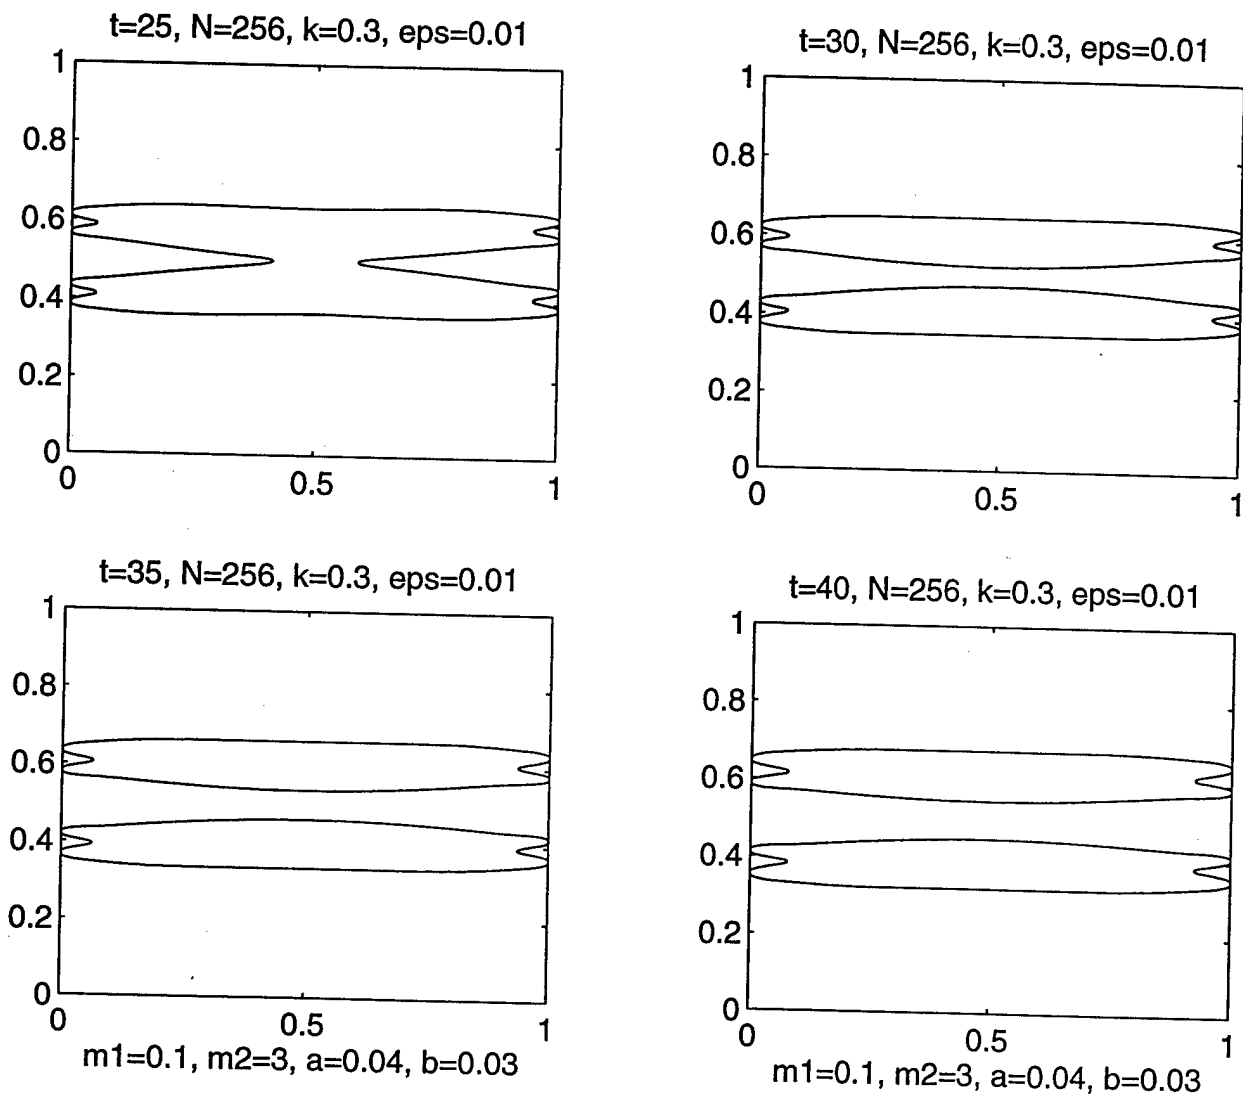 t=25, N=256, k=0.3, eps=0.01
1
0.8
0.6
0.4
0.2
0
0 0.5 1
t=30, N=256, k=0.3, eps=0.01
1
0.8
0.6
0.4
0.2
0
0 0.5 1
t=35, N=256, k=0.3, eps=0.01
1
0.8
0.6
0.4
0.2
0
0 0.5 1
m1=0.1, m2=3, a=0.04, b=0.03
t=40, N=256, k=0.3, eps=0.01
1
0.8
0.6
0.4
0.2
0
0 0.5 1
m1=0.1, m2=3, a=0.04, b=0.03